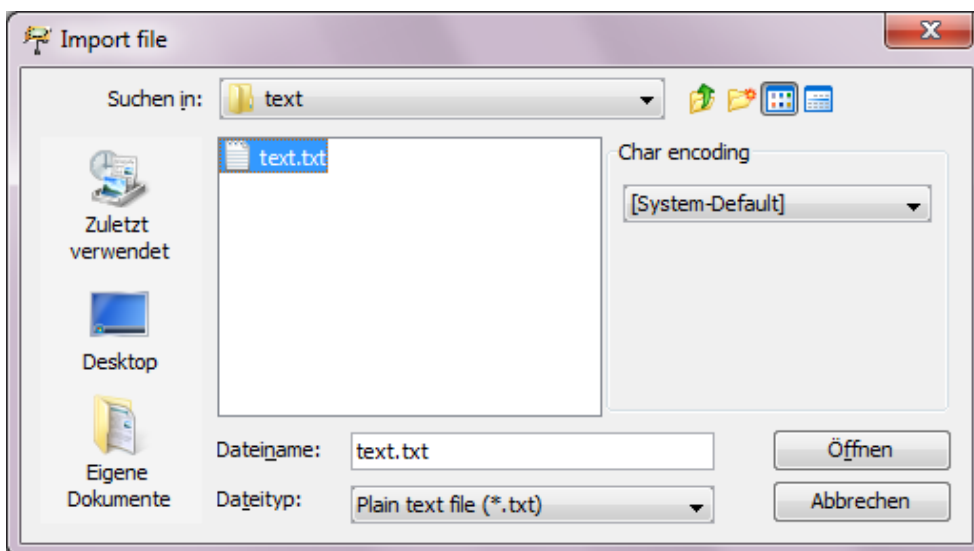 Import file
Suchen in:
text
text.txt
Char encoding
[System-Default]
Zuletzt
verwendet
Desktop
Eigene
Dokumente
Dateiname:
text.txt
Öffnen
Dateityp:
Plain text file (*.txt)
Abbrechen